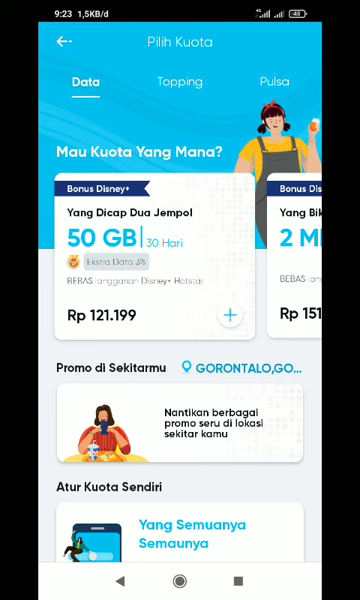 9:23 1,5KB/d 48
Pilih Kuota
Data Topping Pulsa
Mau Kuota Yang Mana?
Bonus Disney+
Yang Dicap Dua Jempol
50 GB 30 Hari
Ekstra Data 5%
BEBAS langganan Disney+ Hotstar
Rp 121.199
Bonus Dis
Yang Bik
2 M
BEBAS lang
Rp 151
Promo di Sekitarmu GORONTALO,GO...
Nantikan berbagai
promo seru di lokasi
sekitar kamu
Atur Kuota Sendiri
Yang Semuanya
Semaunya